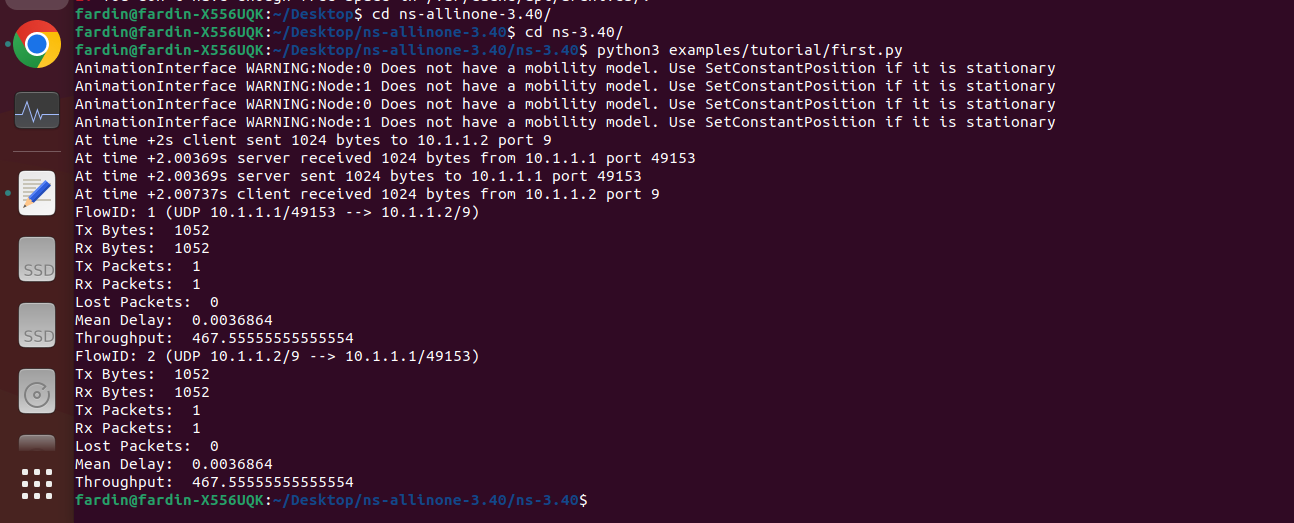 fardin@fardin-X556UQK:~/Desktop$ cd ns-allinone-3.40/
fardin@fardin-X556UQK:~/Desktop/ns-allinone-3.40$ cd ns-3.40/
fardin@fardin-X556UQK:~/Desktop/ns-allinone-3.40/ns-3.40$ python3 examples/tutorial/first.py
AnimationInterface WARNING:Node:0 Does not have a mobility model. Use SetConstantPosition if it is stationary
AnimationInterface WARNING:Node:1 Does not have a mobility model. Use SetConstantPosition if it is stationary
AnimationInterface WARNING:Node:0 Does not have a mobility model. Use SetConstantPosition if it is stationary
AnimationInterface WARNING:Node:1 Does not have a mobility model. Use SetConstantPosition if it is stationary
At time +2s client sent 1024 bytes to 10.1.1.2 port 9
At time +2.00369s server received 1024 bytes from 10.1.1.1 port 49153
At time +2.00369s server sent 1024 bytes to 10.1.1.1 port 49153
At time +2.00737s client received 1024 bytes from 10.1.1.2 port 9
FlowID: 1 (UDP 10.1.1.1/49153 --> 10.1.1.2/9)
Tx Bytes:  1052
Rx Bytes:  1052
Tx Packets:  1
Rx Packets:  1
Lost Packets:  0
Mean Delay:  0.0036864
Throughput:  467.55555555555554
FlowID: 2 (UDP 10.1.1.2/9 --> 10.1.1.1/49153)
Tx Bytes:  1052
Rx Bytes:  1052
Tx Packets:  1
Rx Packets:  1
Lost Packets:  0
Mean Delay:  0.0036864
Throughput:  467.55555555555554
fardin@fardin-X556UQK:~/Desktop/ns-allinone-3.40/ns-3.40$
SSD
SSD